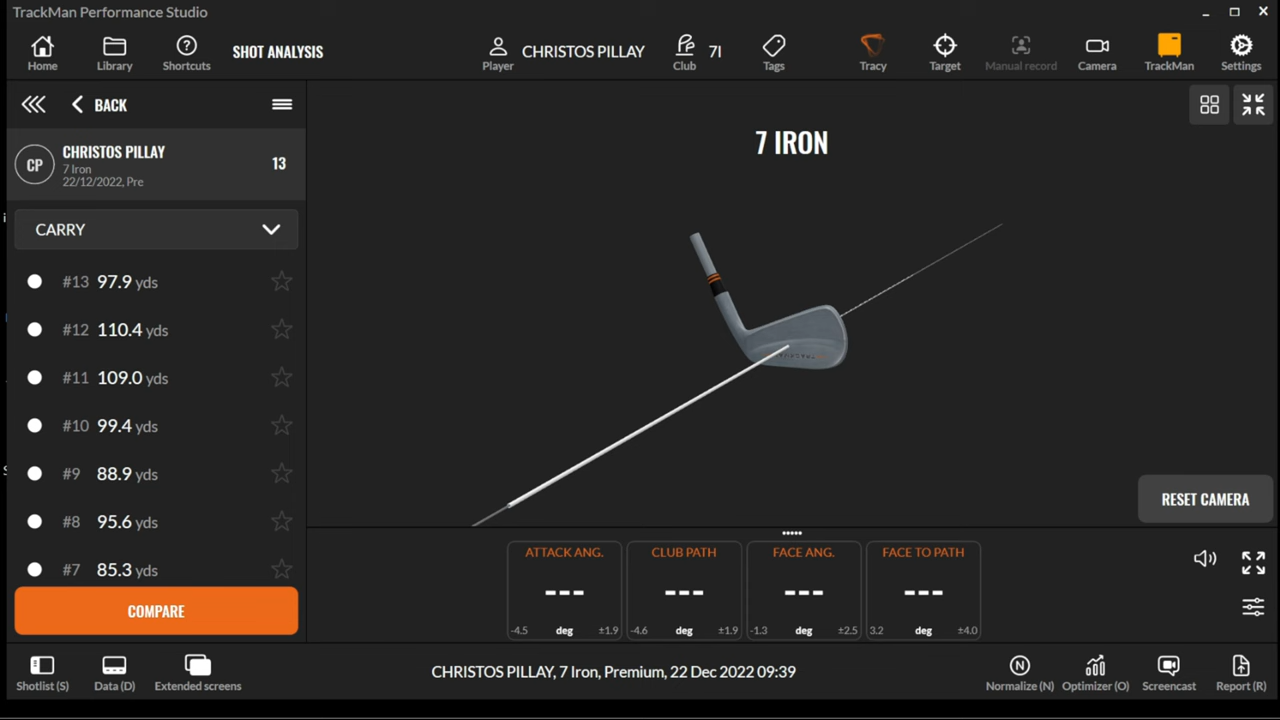 TrackMan Performance Studio
Home
Library
Shortcuts
SHOT ANALYSIS
Player
CHRISTOS PILLAY
Club
7I
Tags
Tracy
Target
Manual record
Camera
TrackMan
Settings
BACK
CP
CHRISTOS PILLAY
7 Iron
22/12/2022, Pre
13
CARRY
#13 97.9 yds
#12 110.4 yds
#11 109.0 yds
#10 99.4 yds
#9 88.9 yds
#8 95.6 yds
#7 85.3 yds
COMPARE
7 IRON
RESET CAMERA
ATTACK ANG.
---
-4.5 deg ±1.9
CLUB PATH
---
-4.6 deg ±1.9
FACE ANG.
---
-1.3 deg ±2.5
FACE TO PATH
---
3.2 deg ±4.0
Shotlist (S)
Data (D)
Extended screens
CHRISTOS PILLAY, 7 Iron, Premium, 22 Dec 2022 09:39
N
Normalize (N)
Optimizer (O)
Screencast
Report (R)